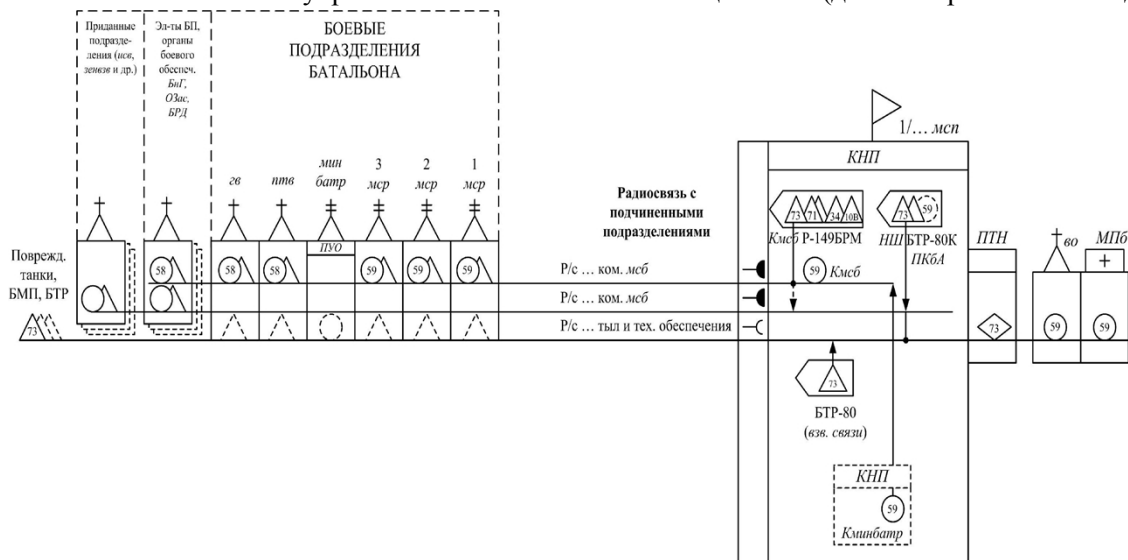 Приданные
подразде-
ления (исв,
зенвзв и др.)
Эл-ты БП,
органы
боевого
обеспеч.
БнГ,
ОЗас,
БРД
БОЕВЫЕ
ПОДРАЗДЕЛЕНИЯ
БАТАЛЬОНА
гв
птв
мин
батр
3
мср
2
мср
1
мср
ПУО
Поврежд.
танки,
БМП, БТР
73
58
58
58
59
59
59
Радиосвязь с
подчиненными
подразделениями
Р/с ... ком. мсб
Р/с ... ком. мсб
Р/с ... тыл и тех. обеспечения
1/... мсп
КНП
73
71
34
10В
Кмсб Р-149БРМ
73
59
НШ БТР-80К
ПКбА
59 Кмсб
73
БТР-80
(взв. связи)
КНП
59
Кминбатр
ПТН
73
во
59
МПб
59